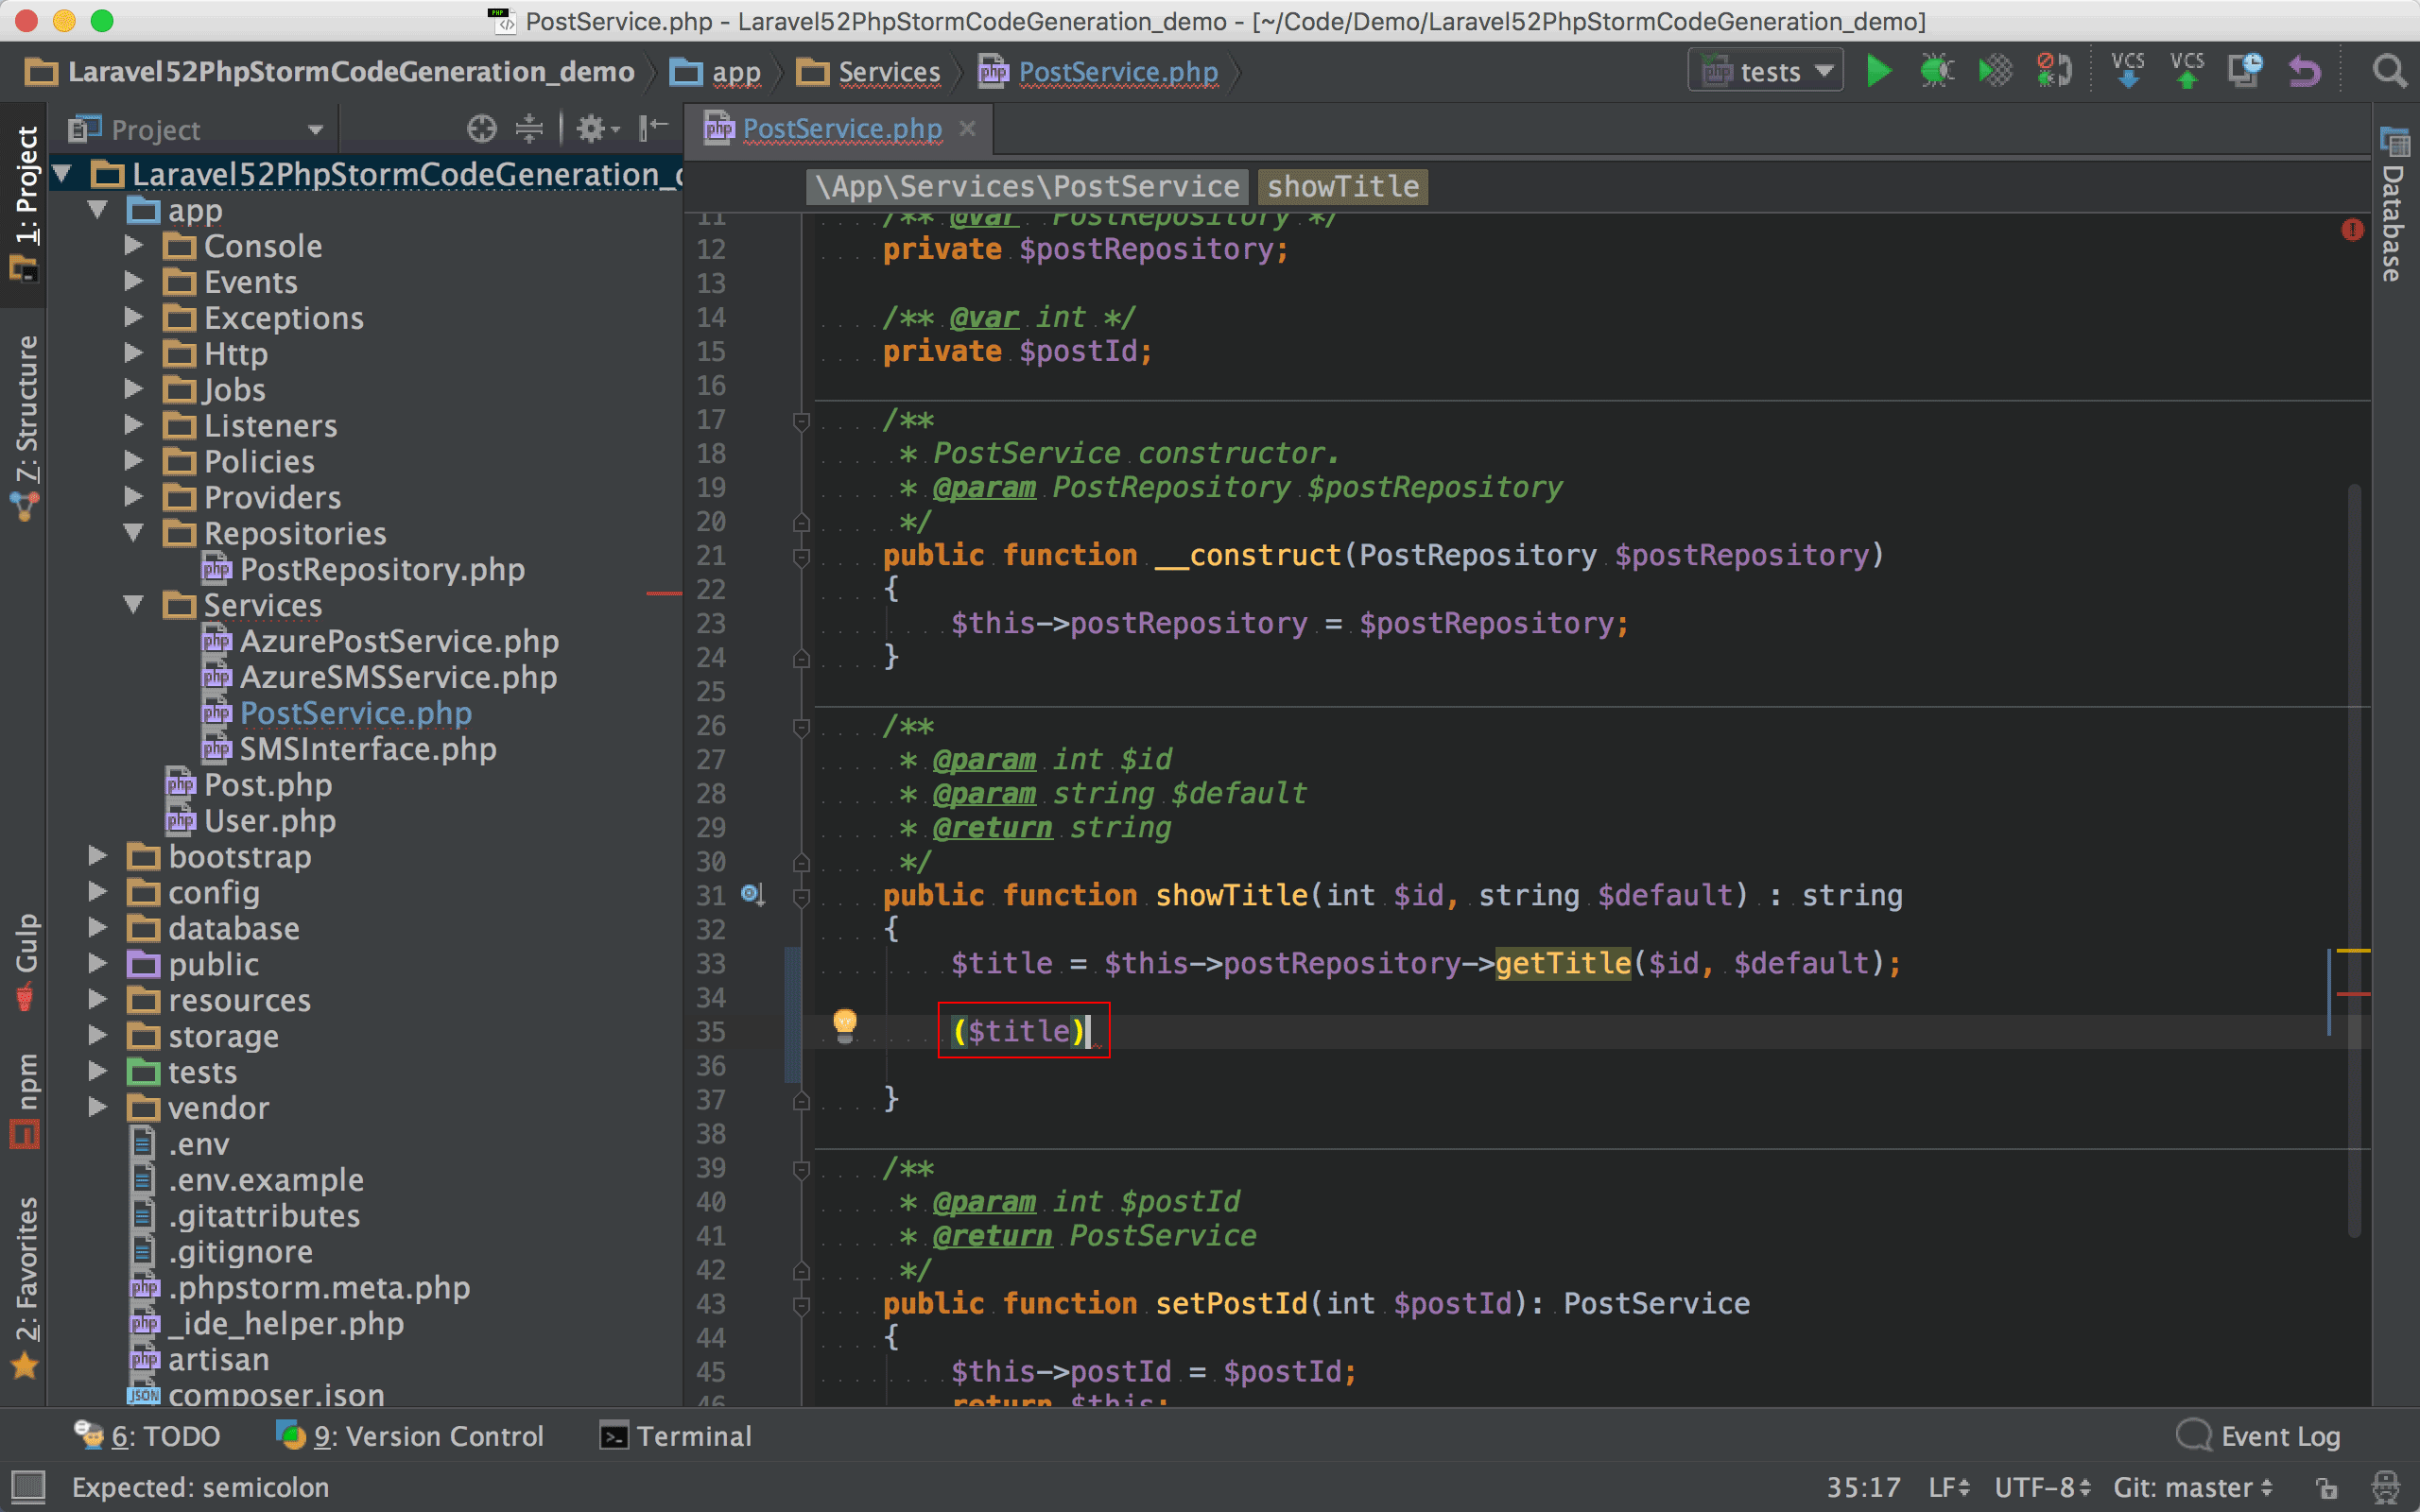 PostService.php - Laravel52PhpStormCodeGeneration_demo - [~/Code/Demo/Laravel52PhpStormCodeGeneration_demo]
Laravel52PhpStormCodeGeneration_demo app Services PostService.php tests VCS VCS
1: Project
7: Structure
Gulp
npm
2: Favorites
Project
Laravel52PhpStormCodeGeneration_
app
Console
Events
Exceptions
Http
Jobs
Listeners
Policies
Providers
Repositories
PostRepository.php
Services
AzurePostService.php
AzureSMSService.php
PostService.php
SMSInterface.php
Post.php
User.php
bootstrap
config
database
public
resources
storage
tests
vendor
.env
.env.example
.gitattributes
.gitignore
.phpstorm.meta.php
_ide_helper.php
artisan
composer.json
PostService.php
\App\Services\PostService showTitle
11 /** @var PostRepository */
12 private $postRepository;
13
14 /** @var int */
15 private $postId;
16
17 /**
18 * PostService constructor.
19 * @param PostRepository $postRepository
20 */
21 public function __construct(PostRepository $postRepository)
22 {
23 $this->postRepository = $postRepository;
24 }
25
26 /**
27 * @param int $id
28 * @param string $default
29 * @return string
30 */
31 public function showTitle(int $id, string $default) : string
32 {
33 $title = $this->postRepository->getTitle($id, $default);
34
35 ($title)
36
37 }
38
39 /**
40 * @param int $postId
41 * @return PostService
42 */
43 public function setPostId(int $postId): PostService
44 {
45 $this->postId = $postId;
46 return $this;
Database
6: TODO 9: Version Control Terminal Event Log
Expected: semicolon 35:17 LF UTF-8 Git: master